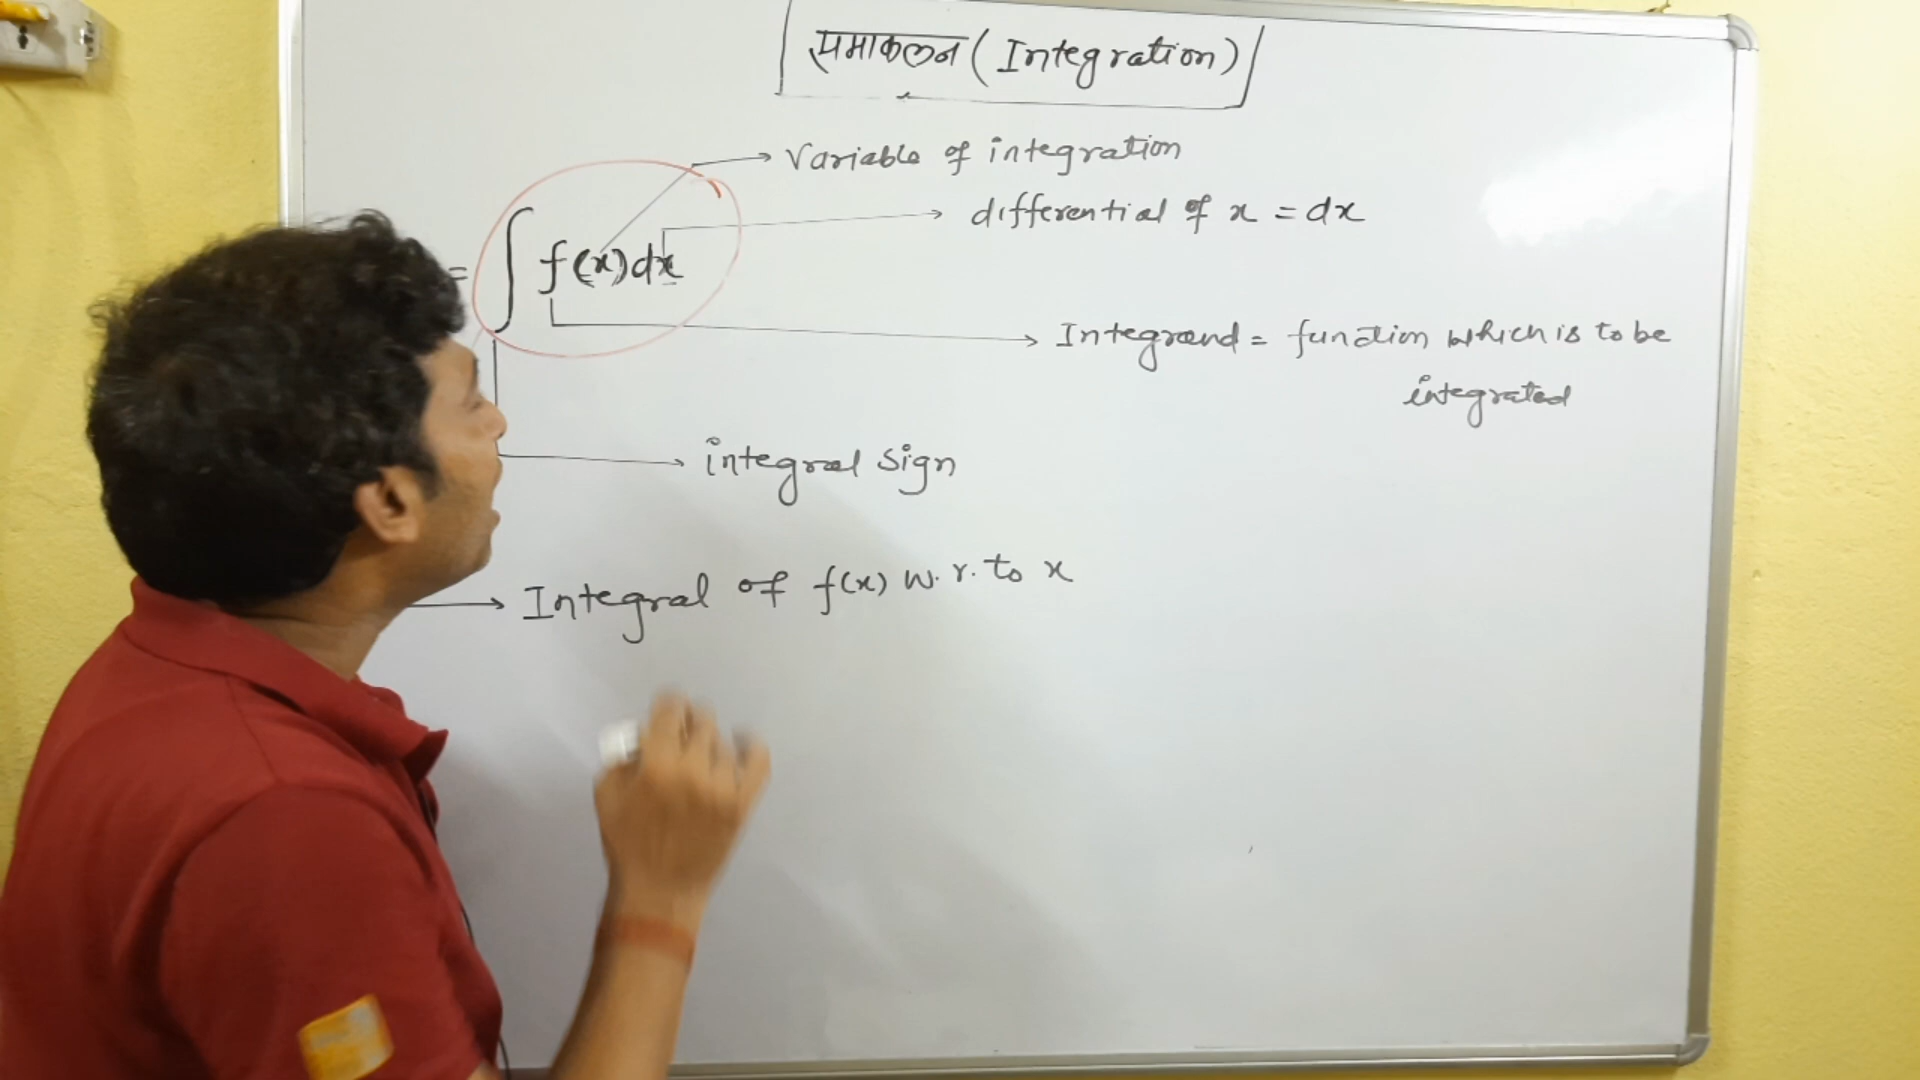 समाकलन (Integration)
Variable of integration
differential of x = dx
= ∫ f(x)dx
Integrand = function which is to be
integrated
integral sign
Integral of f(x) w.r. to x